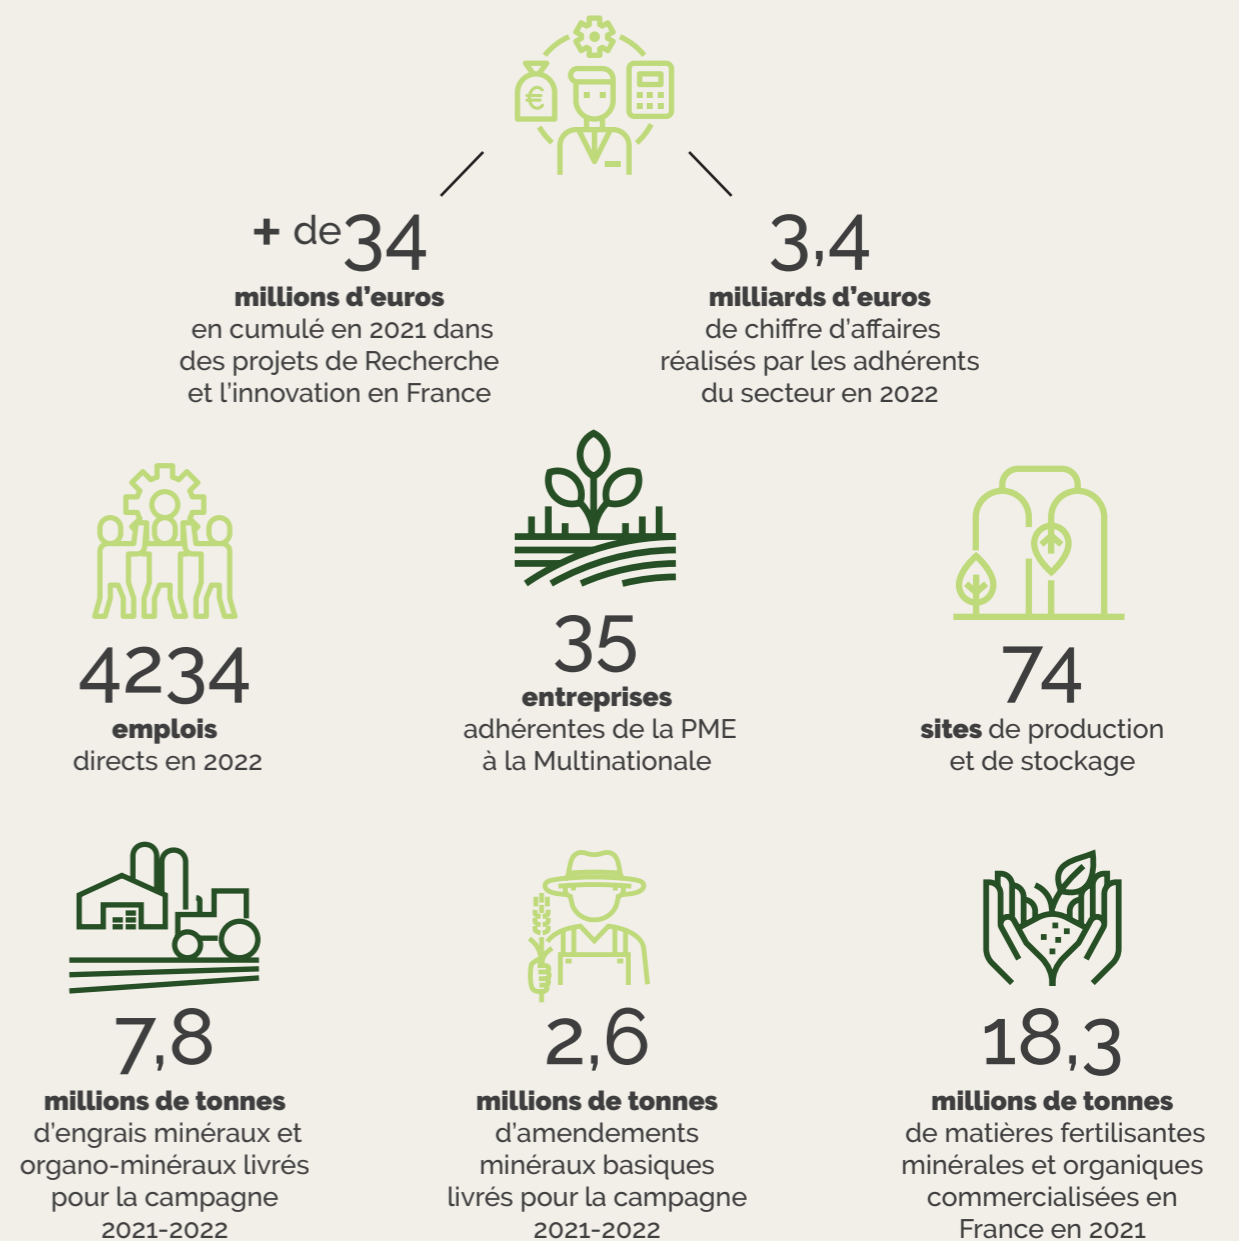 + de 34
millions d'euros
en cumulé en 2021 dans
des projets de Recherche
et l'innovation en France
3,4
milliards d'euros
de chiffre d'affaires
réalisés par les adhérents
du secteur en 2022
4234
emplois
directs en 2022
35
entreprises
adhérentes de la PME
à la Multinationale
74
sites de production
et de stockage
7,8
millions de tonnes
d'engrais minéraux et
organo-minéraux livrés
pour la campagne
2021-2022
2,6
millions de tonnes
d'amendements
minéraux basiques
livrés pour la campagne
2021-2022
18,3
millions de tonnes
de matières fertilisantes
minérales et organiques
commercialisées en
France en 2021